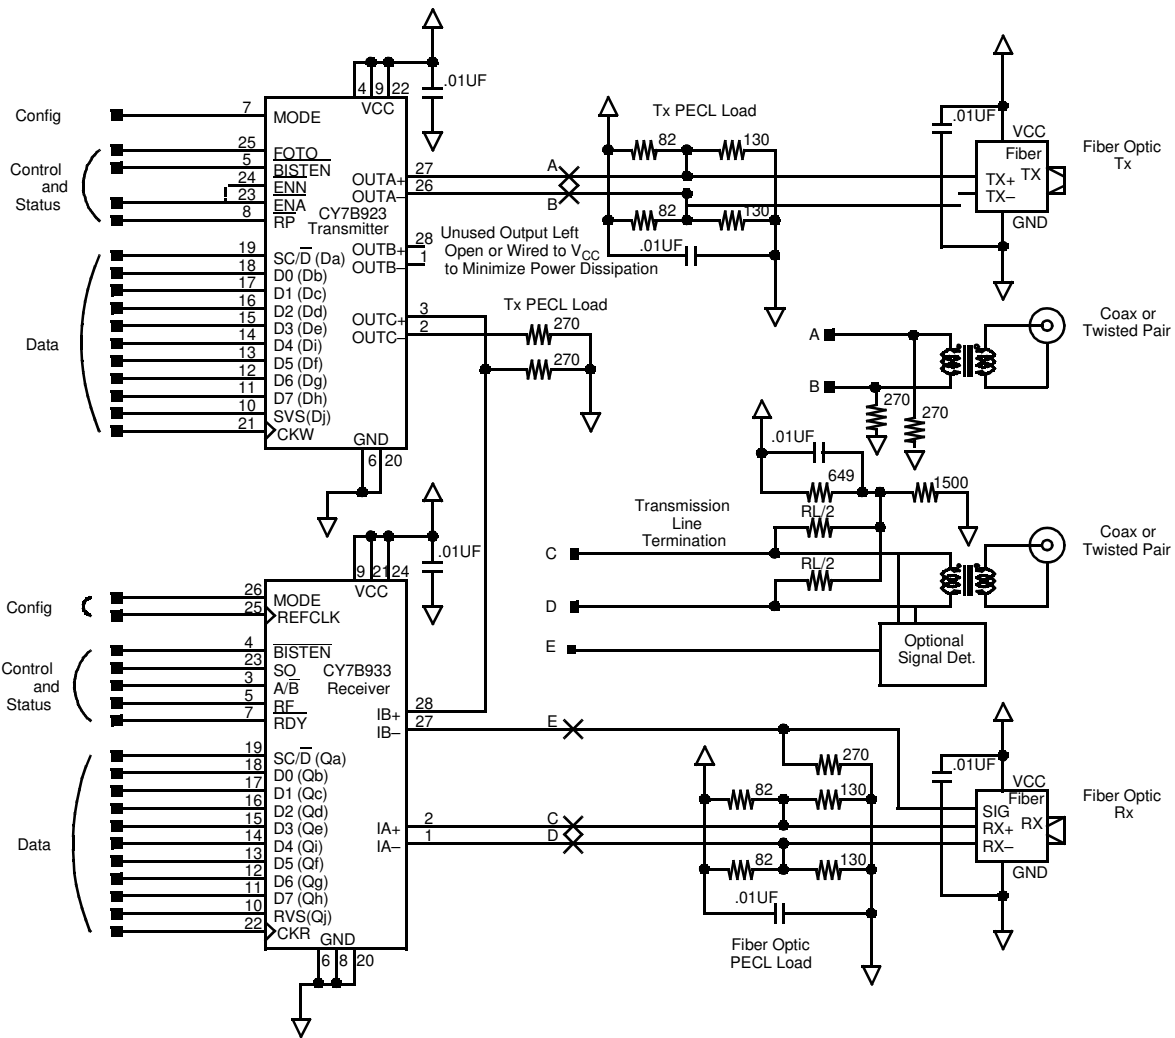 .01UF
4 9 22
VCC
Config
7
MODE
Control
and
Status
25
FOTO
5
BISTEN
24
ENN
23
ENA
8
RP
CY7B923
Transmitter
OUTA+
27
OUTA–
26
OUTB+
28
OUTB–
1
Unused Output Left
Open or Wired to VCC
to Minimize Power Dissipation
OUTC+
3
OUTC–
2
Tx PECL Load
270
270
Data
19
SC/D (Da)
18
D0 (Db)
17
D1 (Dc)
16
D2 (Dd)
15
D3 (De)
14
D4 (Di)
13
D5 (Df)
12
D6 (Dg)
11
D7 (Dh)
10
SVS(Dj)
21
CKW
GND
6 20
A
B
Tx PECL Load
82
130
82
130
.01UF
.01UF
VCC
Fiber
TX
TX+
TX–
GND
Fiber Optic
Tx
A
B
270
270
Coax or
Twisted Pair
.01UF
649
1500
RL/2
RL/2
Transmission
Line
Termination
C
D
E
Optional
Signal Det.
Coax or
Twisted Pair
.01UF
9 21 24
VCC
Config
26
MODE
25
REFCLK
Control
and
Status
4
BISTEN
23
SO
3
A/B
5
RF
7
RDY
CY7B933
Receiver
IB+
28
IB–
27
Data
19
SC/D (Qa)
18
D0 (Qb)
17
D1 (Qc)
16
D2 (Qd)
15
D3 (Qe)
14
D4 (Qi)
13
D5 (Qf)
12
D6 (Qg)
11
D7 (Qh)
10
RVS(Qj)
22
CKR
IA+
2
IA–
1
GND
6 8 20
E
C
D
270
82
130
82
130
.01UF
Fiber Optic
PECL Load
.01UF
VCC
Fiber
RX
SIG
RX+
RX–
GND
Fiber Optic
Rx